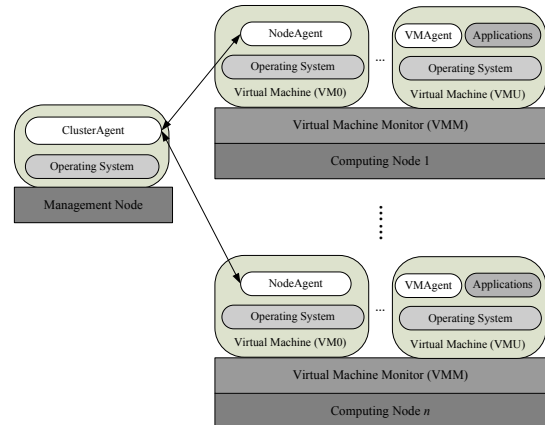 NodeAgent
Operating System
Virtual Machine (VM0)
...
VMAgent
Applications
Operating System
Virtual Machine (VMU)
Virtual Machine Monitor (VMM)
Computing Node 1
ClusterAgent
Operating System
Management Node
NodeAgent
Operating System
Virtual Machine (VM0)
...
VMAgent
Applications
Operating System
Virtual Machine (VMU)
Virtual Machine Monitor (VMM)
Computing Node n